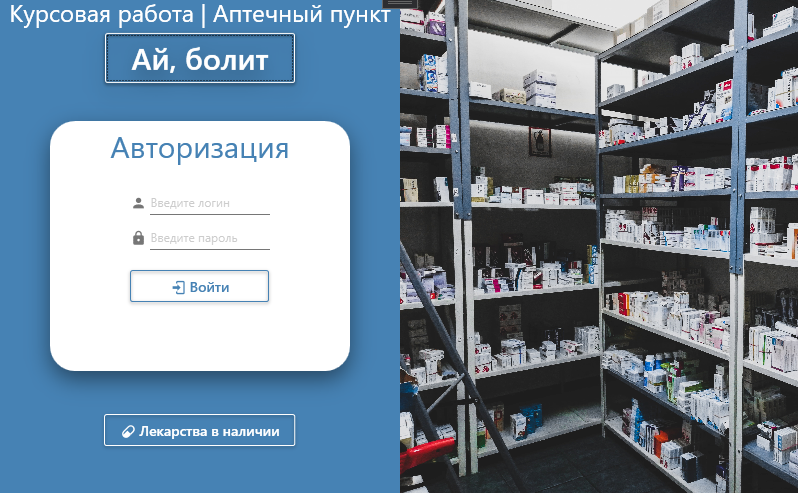 Курсовая работа | Аптечный пункт
Ай, болит
Авторизация
Введите логин
Введите пароль
Войти
Лекарства в наличии